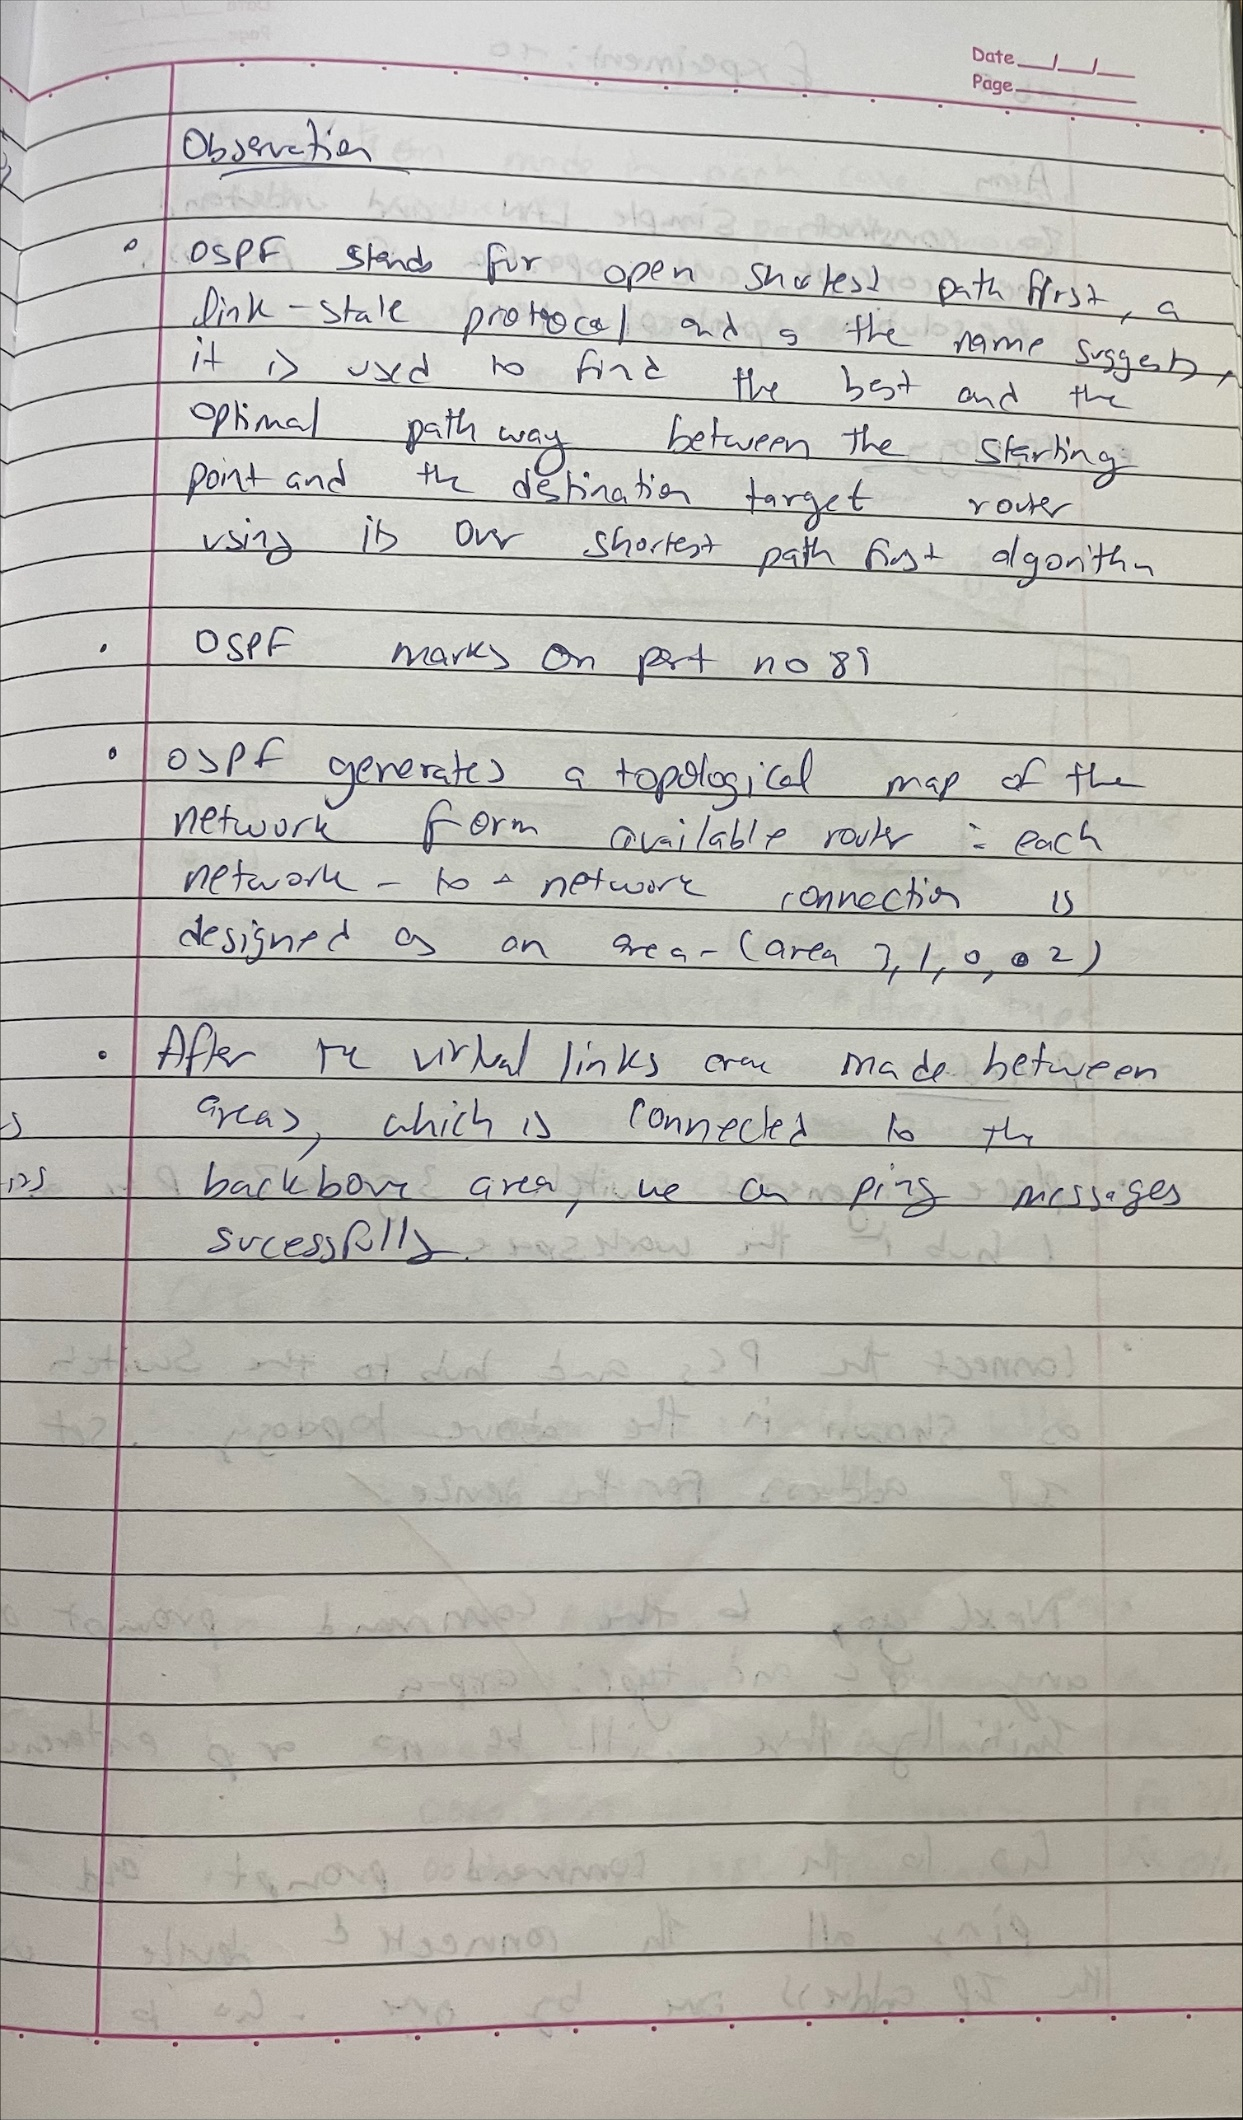 Date
Page
Observation
• OSPF stands for open shortest path first, a
link-state protocol and as the name suggests,
it is used to find the best and the
optimal path way between the starting
point and the destination target router
using its over shortest path first algorithm
• OSPF marks on port no 89
• OSPF generates a topological map of the
network form available router : each
network - to - network connection is
designed as an area - (area 3, 1, 0, 2)
• After the virtual links are made between
areas, which is connected to the
backbone area, we can ping messages
sucessfully.